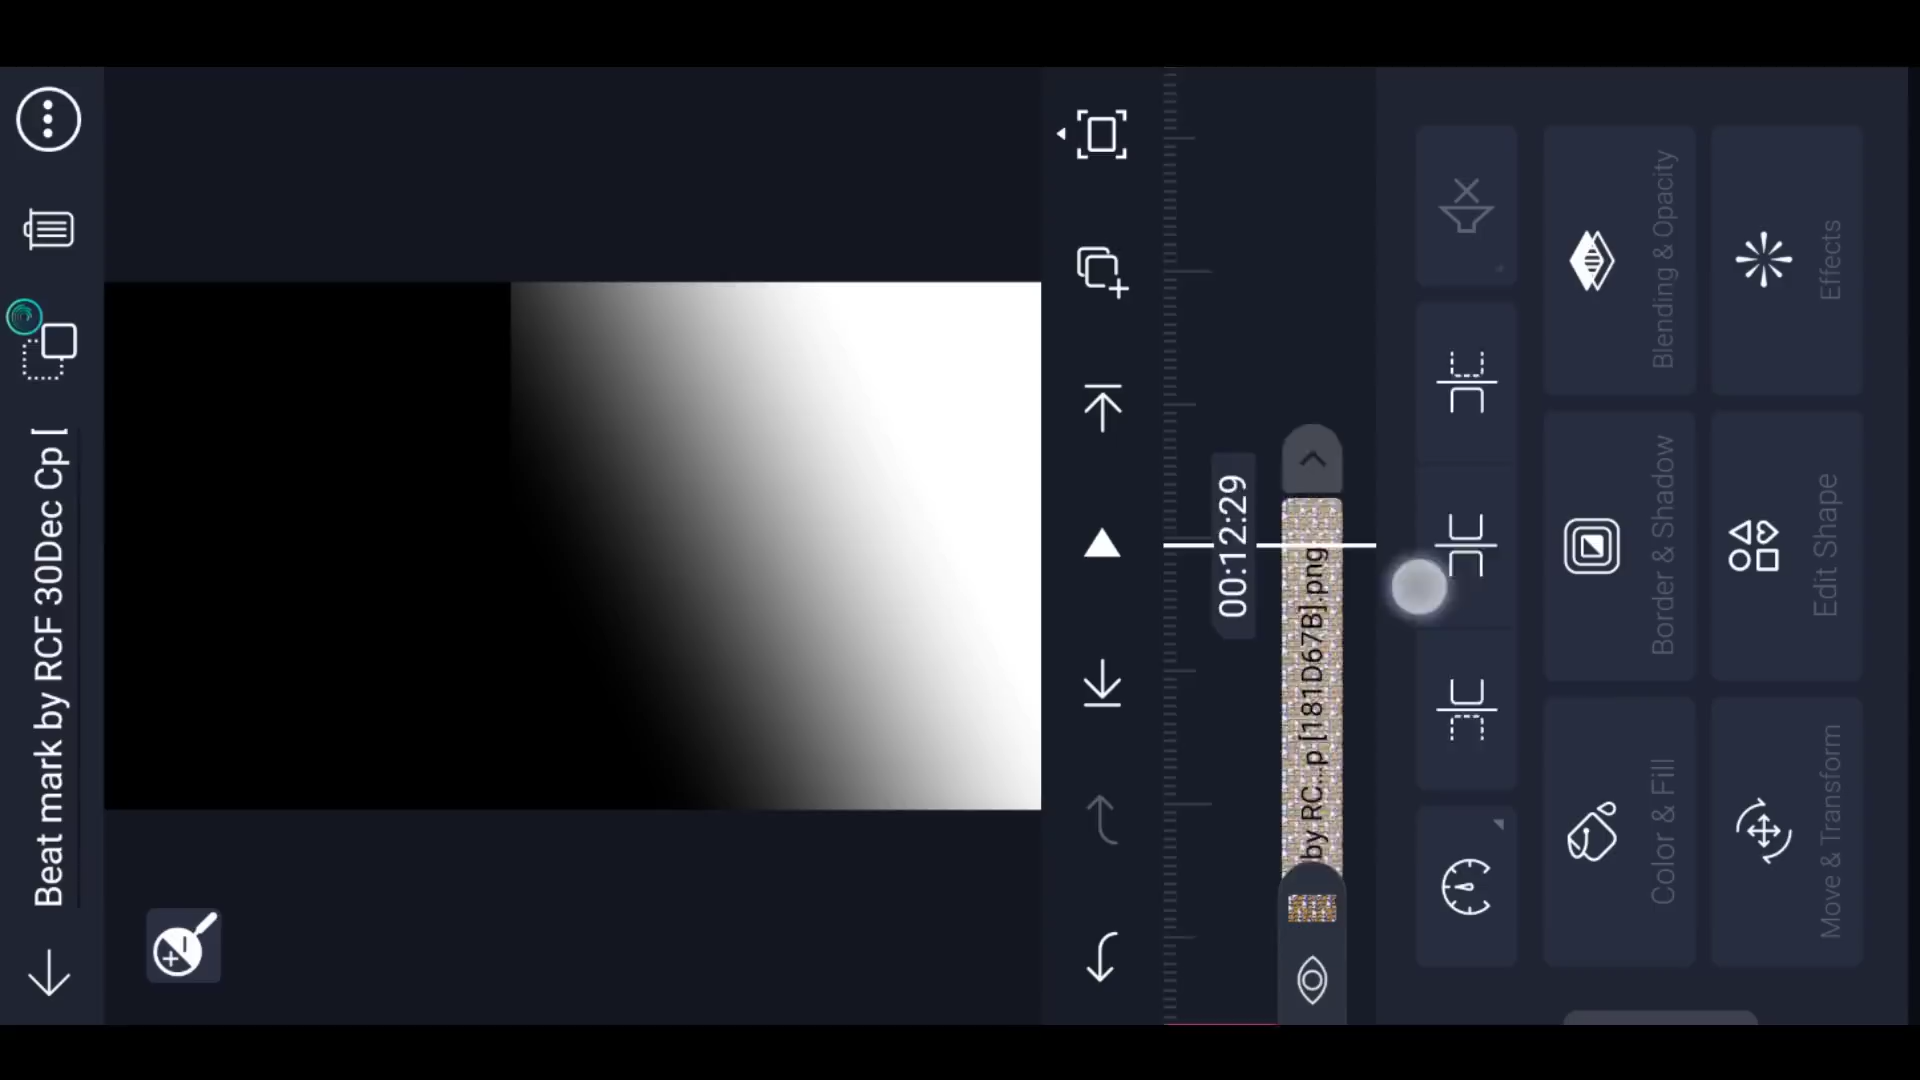 Beat mark by RCF 30Dec Cp [
00:12:29
by RC...p [181D67B].png
Color & Fill
Border & Shadow
Blending & Opacity
Move & Transform
Edit Shape
Effects